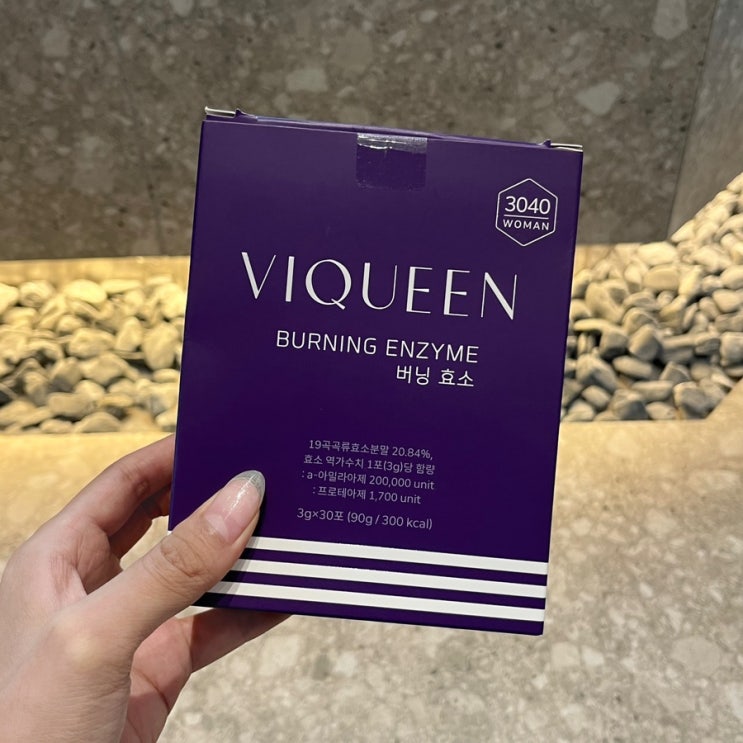 3040
WOMAN
VIQUEEN
BURNING ENZYME
버닝 효소
19곡곡류효소분말 20.84%,
효소 역가수치 1포(3g)당 함량
: a-아밀라아제 200,000 unit
: 프로테아제 1,700 unit
3g×30포 (90g / 300 kcal)